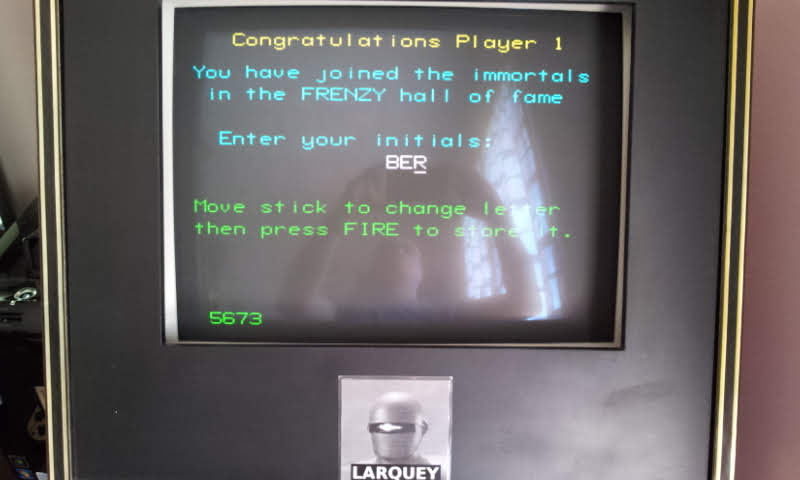 Congratulations Player 1
You have joined the immortals
in the FRENZY hall of fame
Enter your initials:
BER
Move stick to change letter
then press FIRE to store it.
5673
LARQUEY